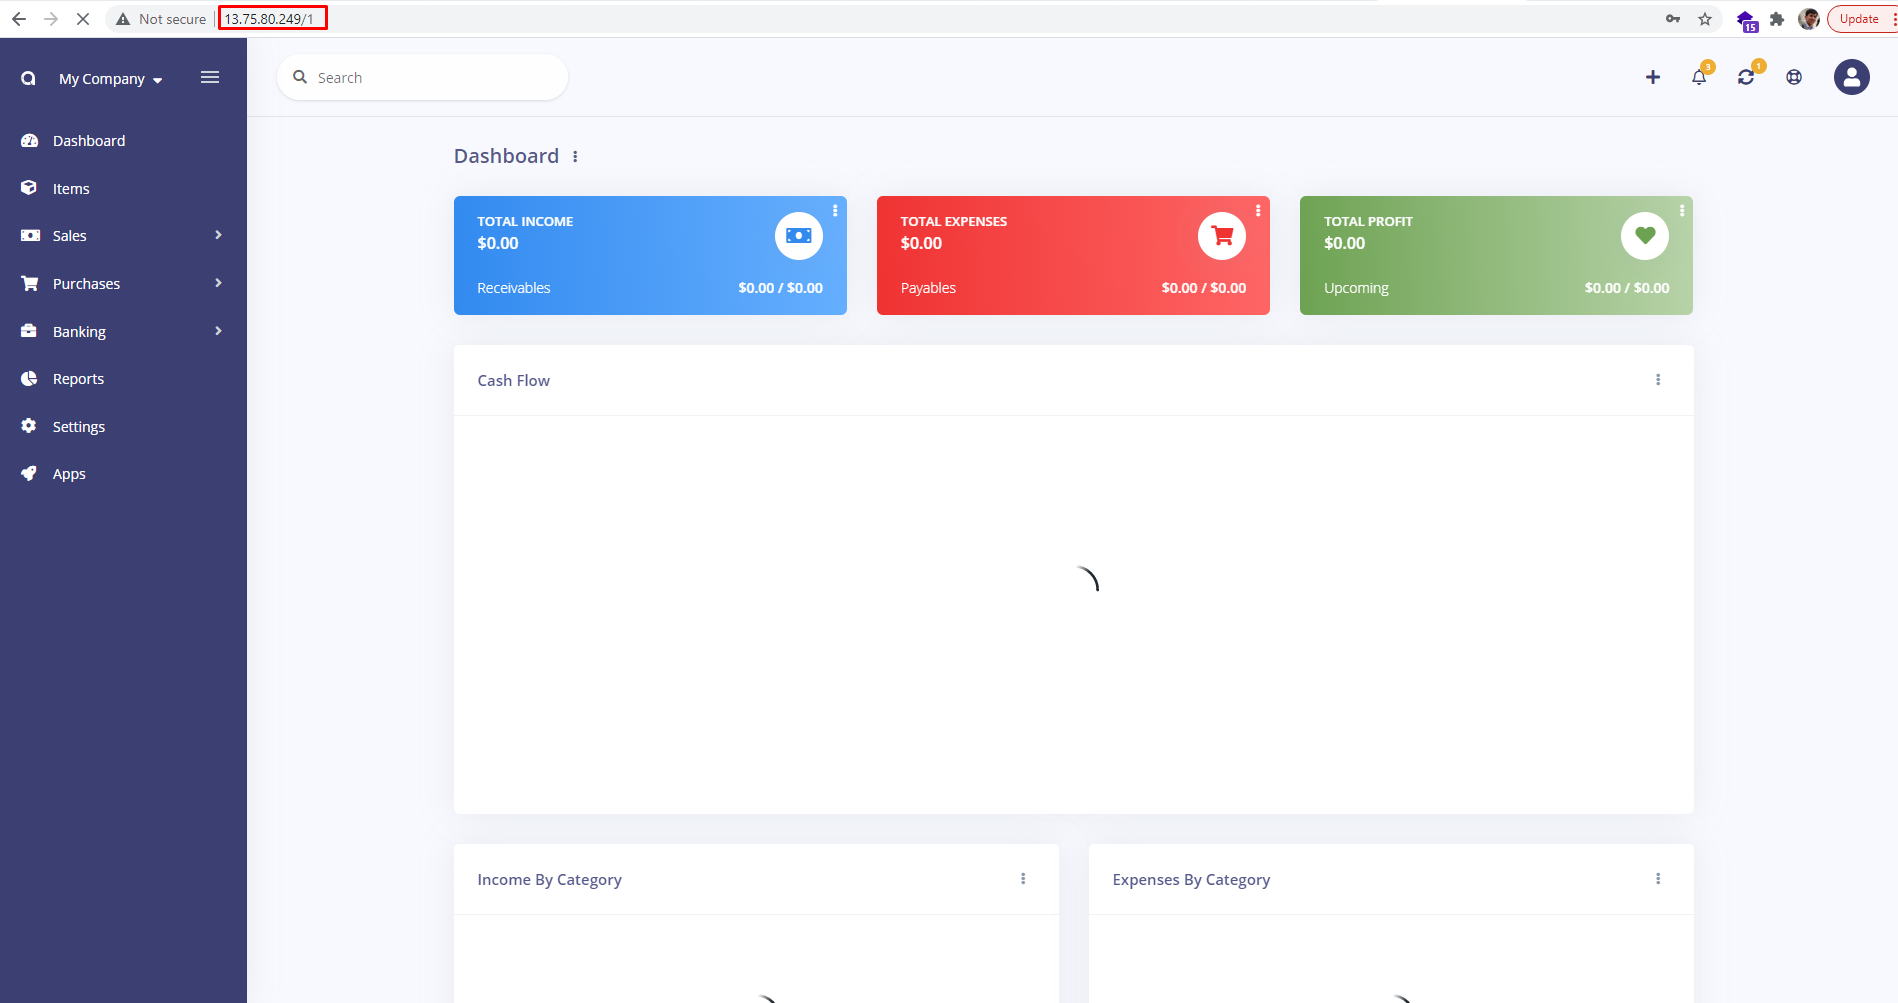 Not secure 13.75.80.249/1
15
Update
My Company
Search
3
1
Dashboard
Items
Sales
Purchases
Banking
Reports
Settings
Apps
Dashboard
TOTAL INCOME
$0.00
Receivables $0.00 / $0.00
TOTAL EXPENSES
$0.00
Payables $0.00 / $0.00
TOTAL PROFIT
$0.00
Upcoming $0.00 / $0.00
Cash Flow
Income By Category
Expenses By Category